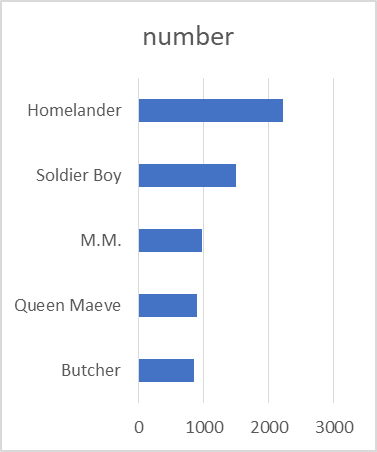 number
Homelander
Soldier Boy
M.M.
Queen Maeve
Butcher
0 1000 2000 3000